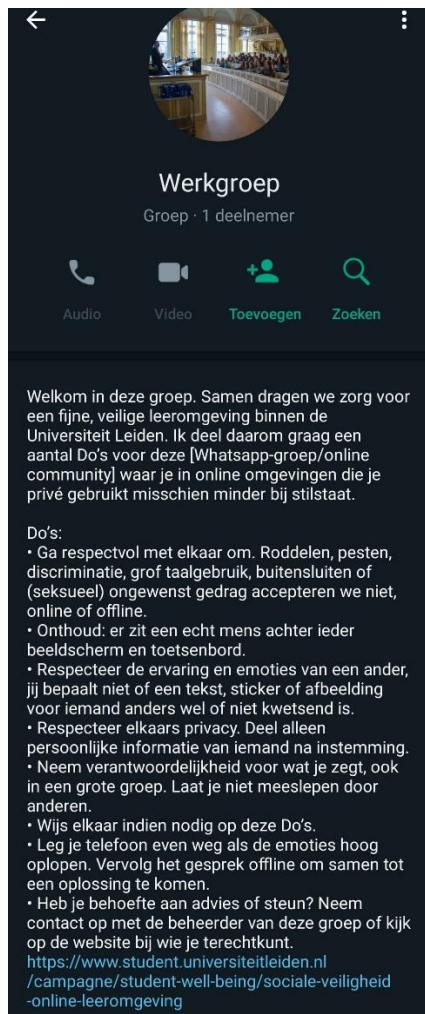 Werkgroep
Groep · 1 deelnemer
Audio
Video
Toevoegen
Zoeken
Welkom in deze groep. Samen dragen we zorg voor
een fijne, veilige leeromgeving binnen de
Universiteit Leiden. Ik deel daarom graag een
aantal Do's voor deze [Whatsapp-groep/online
community] waar je in online omgevingen die je
privé gebruikt misschien minder bij stilstaat.
Do's:
• Ga respectvol met elkaar om. Roddelen, pesten,
discriminatie, grof taalgebruik, buitensluiten of
(seksueel) ongewenst gedrag accepteren we niet,
online of offline.
• Onthoud: er zit een echt mens achter ieder
beeldscherm en toetsenbord.
• Respecteer de ervaring en emoties van een ander,
jij bepaalt niet of een tekst, sticker of afbeelding
voor iemand anders wel of niet kwetsend is.
• Respecteer elkaars privacy. Deel alleen
persoonlijke informatie van iemand na instemming.
• Neem verantwoordelijkheid voor wat je zegt, ook
in een grote groep. Laat je niet meeslepen door
anderen.
• Wijs elkaar indien nodig op deze Do's.
• Leg je telefoon even weg als de emoties hoog
oplopen. Vervolg het gesprek offline om samen tot
een oplossing te komen.
• Heb je behoefte aan advies of steun? Neem
contact op met de beheerder van deze groep of kijk
op de website bij wie je terechtkunt.
https://www.student.universiteitleiden.nl
/campagne/student-well-being/sociale-veiligheid
-online-leeromgeving